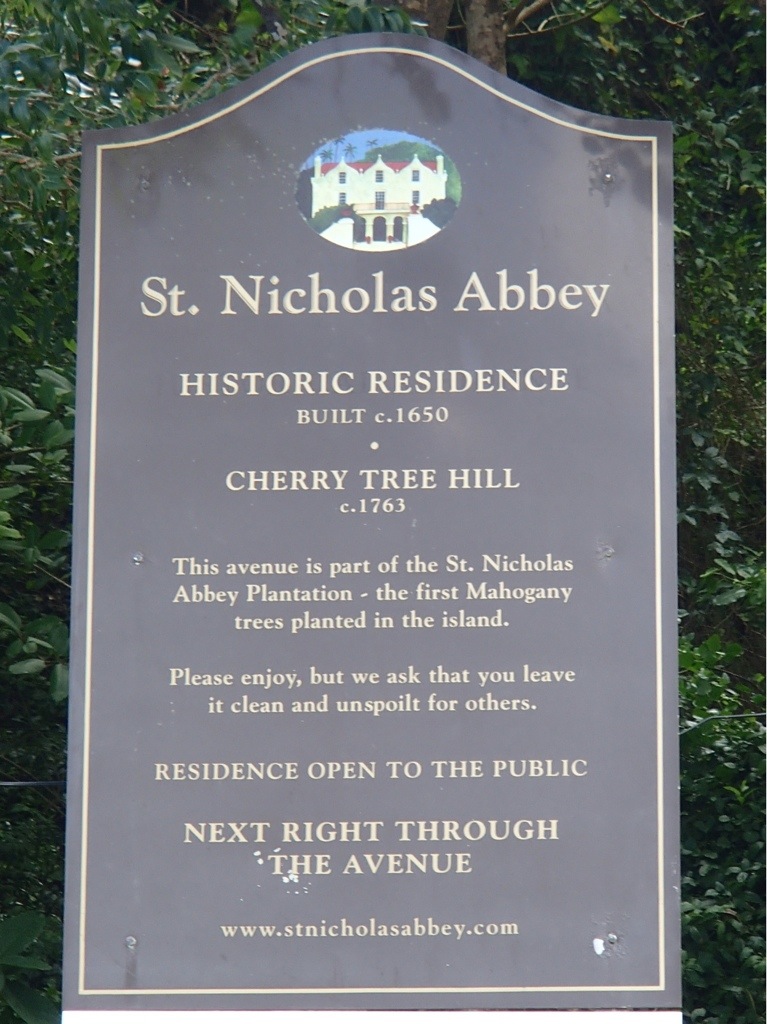 St. Nicholas Abbey
HISTORIC RESIDENCE
BUILT c.1650
•
CHERRY TREE HILL
c.1763
This avenue is part of the St. Nicholas
Abbey Plantation - the first Mahogany
trees planted in the island.
Please enjoy, but we ask that you leave
it clean and unspoilt for others.
RESIDENCE OPEN TO THE PUBLIC
NEXT RIGHT THROUGH
THE AVENUE
www.stnicholasabbey.com